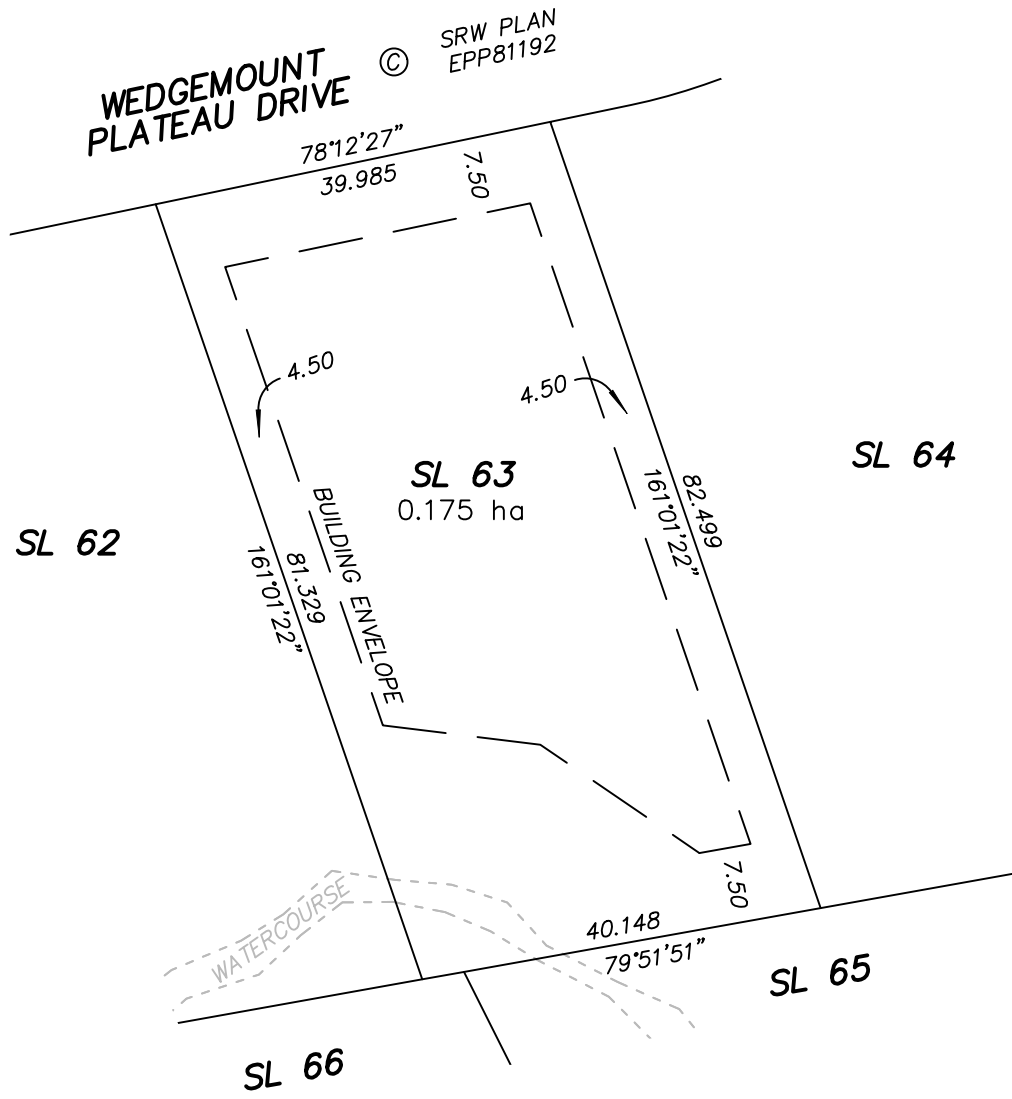 WEDGEMOUNT
PLATEAU DRIVE
©
SRW PLAN
EPP81192
78°12'27"
39.985
7.50
4.50
4.50
SL 63
0.175 ha
SL 64
SL 62
BUILDING ENVELOPE
82.499
161°01'22"
81.329
161°01'22"
WATERCOURSE
7.50
40.148
79°51'51"
SL 65
SL 66